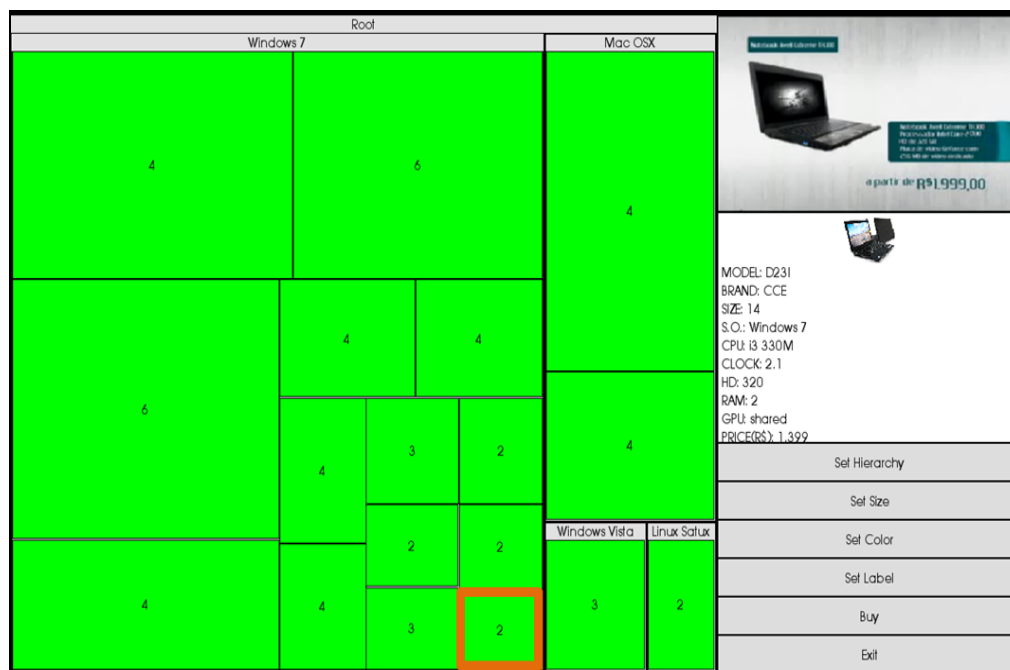 Root
Windows 7
Mac OSX
4
6
4
6
4
4
4
4
3
2
4
2
2
4
4
3
2
Windows Vista
Linux Satux
3
2
a partir de R$1.999,00
MODEL: D23I
BRAND: CCE
SIZE: 14
S.O.: Windows 7
CPU: i3 330M
CLOCK: 2.1
HD: 320
RAM: 2
GPU: shared
PRICE(R$): 1.399
Set Hierarchy
Set Size
Set Color
Set Label
Buy
Exit